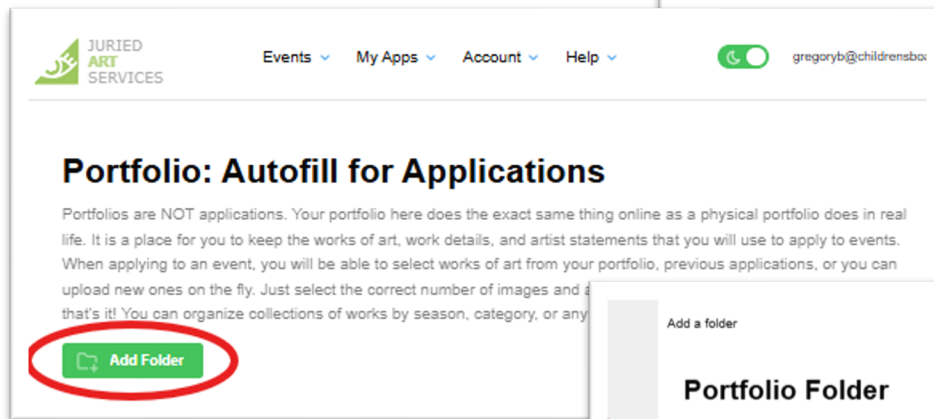 JURIED
ART
SERVICES
Events
My Apps
Account
Help
gregoryb@childrensboa
Portfolio: Autofill for Applications
Portfolios are NOT applications. Your portfolio here does the exact same thing online as a physical portfolio does in real
life. It is a place for you to keep the works of art, work details, and artist statements that you will use to apply to events.
When applying to an event, you will be able to select works of art from your portfolio, previous applications, or you can
upload new ones on the fly. Just select the correct number of images and
that's it! You can organize collections of works by season, category, or any
Add Folder
Add a folder
Portfolio Folder